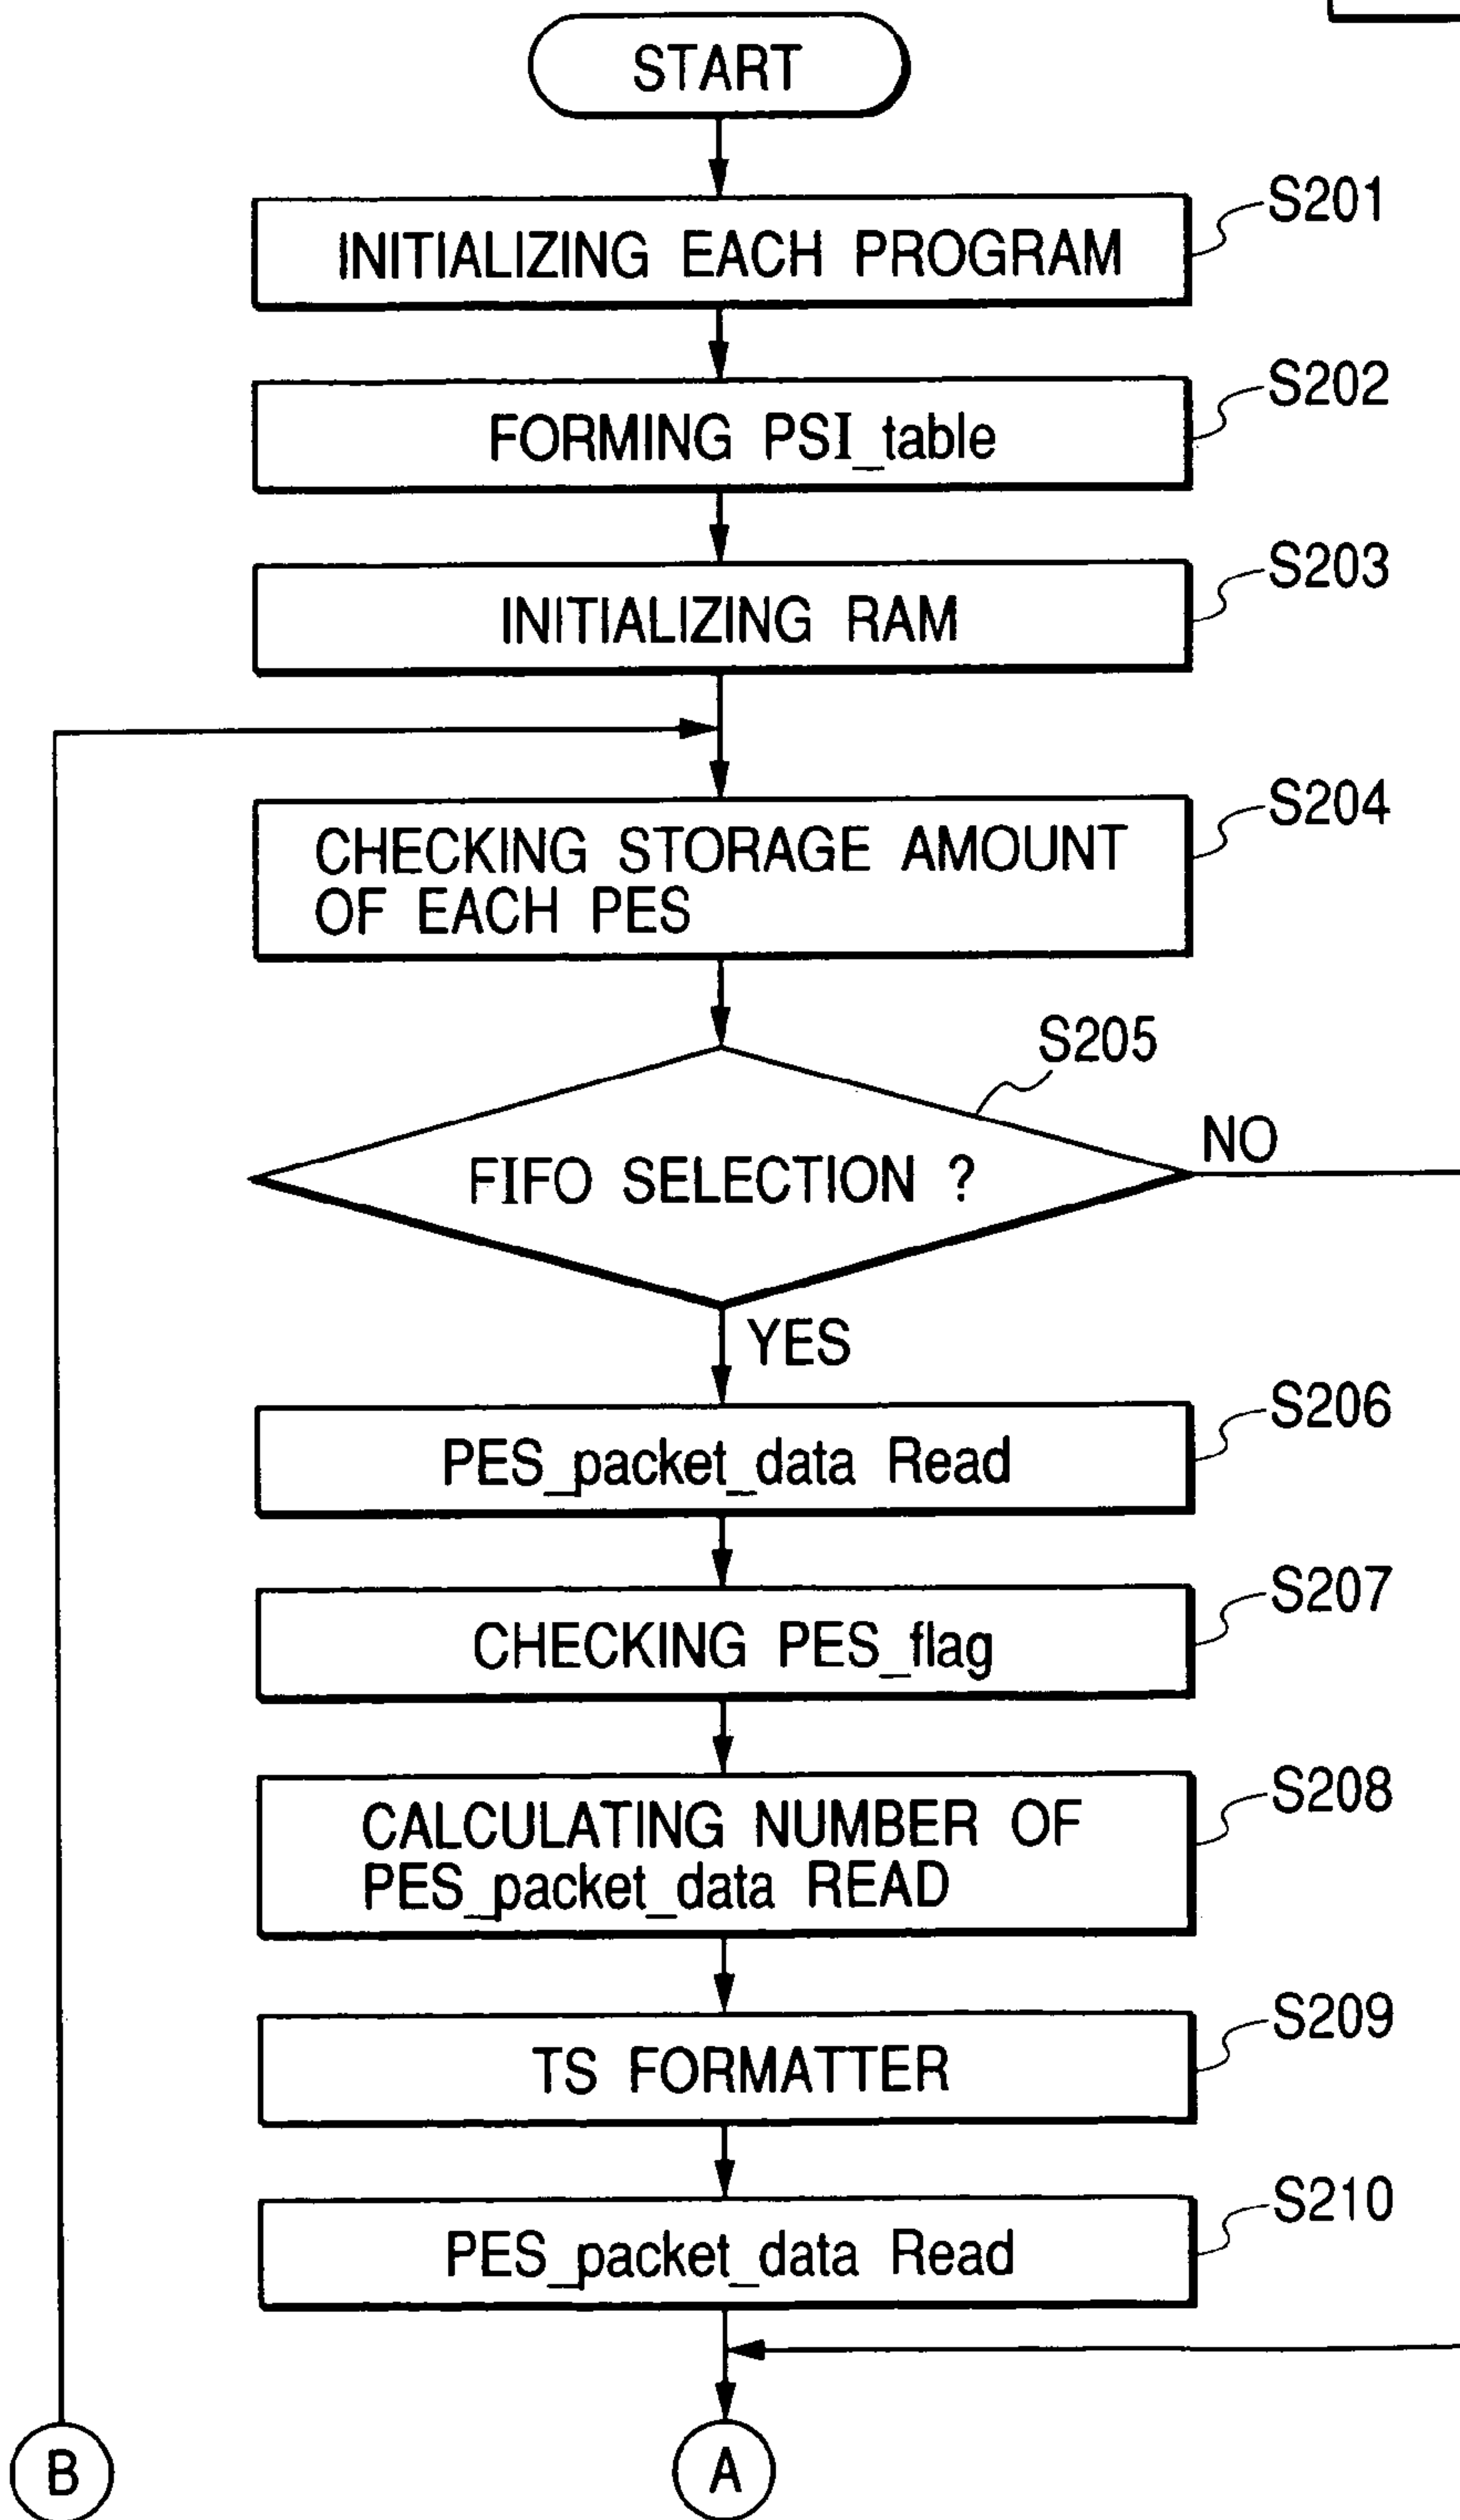 START
S201
INITIALIZING EACH PROGRAM
S202
FORMING PSI_table
S203
INITIALIZING RAM
S204
CHECKING STORAGE AMOUNT
OF EACH PES
S205
FIFO SELECTION ?
NO
YES
S206
PES_packet_data Read
S207
CHECKING PES_flag
S208
CALCULATING NUMBER OF
PES_packet_data READ
S209
TS FORMATTER
S210
PES_packet_data Read
B
A